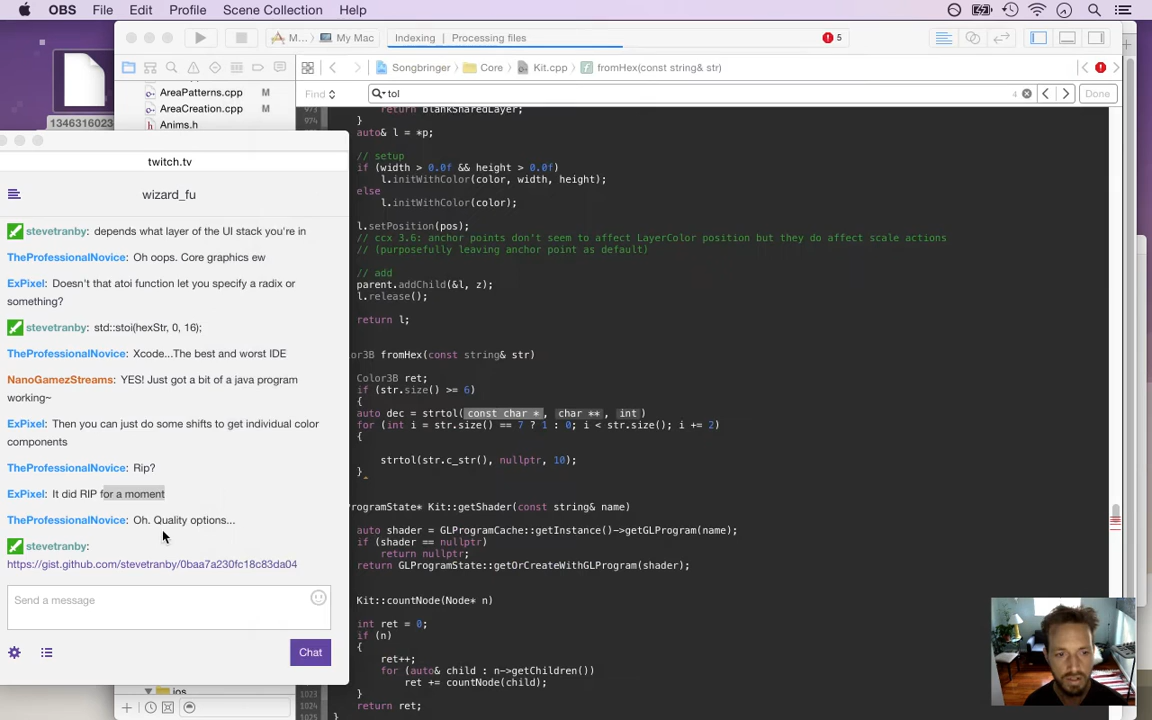 OBS File Edit Profile Scene Collection Help
M... My Mac Indexing Processing files 5
Songbringer Core Kit.cpp fromHex(const string& str)
Find tol 4 Done
AreaPatterns.cpp M
AreaCreation.cpp M
Anims.h
1346316023
twitch.tv
wizard_fu
stevetranby: depends what layer of the UI stack you're in
TheProfessionalNovice: Oh oops. Core graphics ew
ExPixel: Doesn't that atoi function let you specify a radix or
something?
stevetranby: std::stoi(hexStr, 0, 16);
TheProfessionalNovice: Xcode...The best and worst IDE
NanoGamezStreams: YES! Just got a bit of a java program
working~
ExPixel: Then you can just do some shifts to get individual color
components
TheProfessionalNovice: Rip?
ExPixel: It did RIP for a moment
TheProfessionalNovice: Oh. Quality options...
stevetranby:
https://gist.github.com/stevetranby/0baa7a230fc18c83da04
Send a message
Chat
ios
973 return blankSharedLayer;
974 }
auto& l = *p;
// setup
if (width > 0.0f && height > 0.0f)
l.initWithColor(color, width, height);
else
l.initWithColor(color);
l.setPosition(pos);
// ccx 3.6: anchor points don't seem to affect LayerColor position but they do affect scale actions
// (purposefully leaving anchor point as default)
// add
parent.addChild(&l, z);
l.release();
return l;
or3B fromHex(const string& str)
Color3B ret;
if (str.size() >= 6)
{
auto dec = strtol(const char *, char **, int)
for (int i = str.size() == 7 ? 1 : 0; i < str.size(); i += 2)
{
strtol(str.c_str(), nullptr, 10);
}
rogramState* Kit::getShader(const string& name)
auto shader = GLProgramCache::getInstance()->getGLProgram(name);
if (shader == nullptr)
return nullptr;
return GLProgramState::getOrCreateWithGLProgram(shader);
Kit::countNode(Node* n)
int ret = 0;
if (n)
{
ret++;
for (auto& child : n->getChildren())
ret += countNode(child);
1023 }
1024 return ret;
1025 }